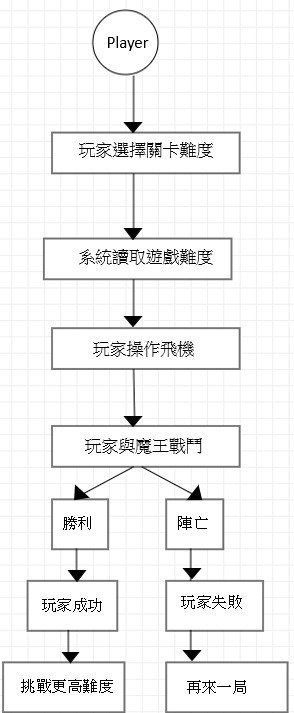 Player
玩家選擇關卡難度
系統讀取遊戲難度
玩家操作飛機
玩家與魔王戰鬥
勝利
陣亡
玩家成功
玩家失敗
挑戰更高難度
再來一局